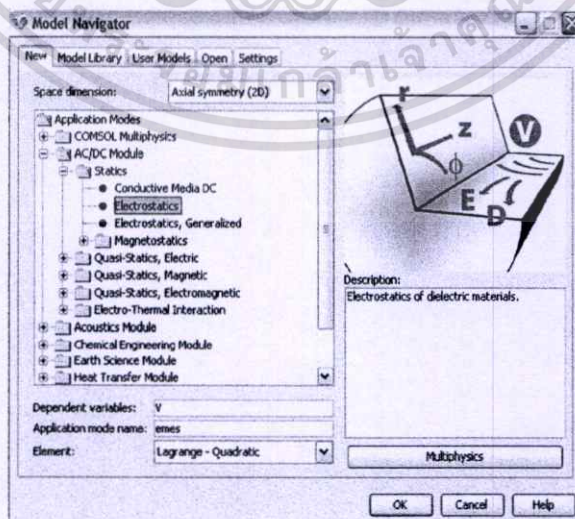 Model Navigator
New Model Library User Models Open Settings
Space dimension: Axial symmetry (2D)
Application Modes
COMSOL Multiphysics
AC/DC Module
Statics
Conductive Media DC
Electrostatics
Electrostatics, Generalized
Magnetostatics
Quasi-Statics, Electric
Quasi-Statics, Magnetic
Quasi-Statics, Electromagnetic
Electro-Thermal Interaction
Acoustics Module
Chemical Engineering Module
Earth Science Module
Heat Transfer Module
Dependent variables: V
Application mode name: emes
Element: Lagrange - Quadratic
r
z
ϕ
V
E
D
Description:
Electrostatics of dielectric materials.
Multiphysics
OK Cancel Help